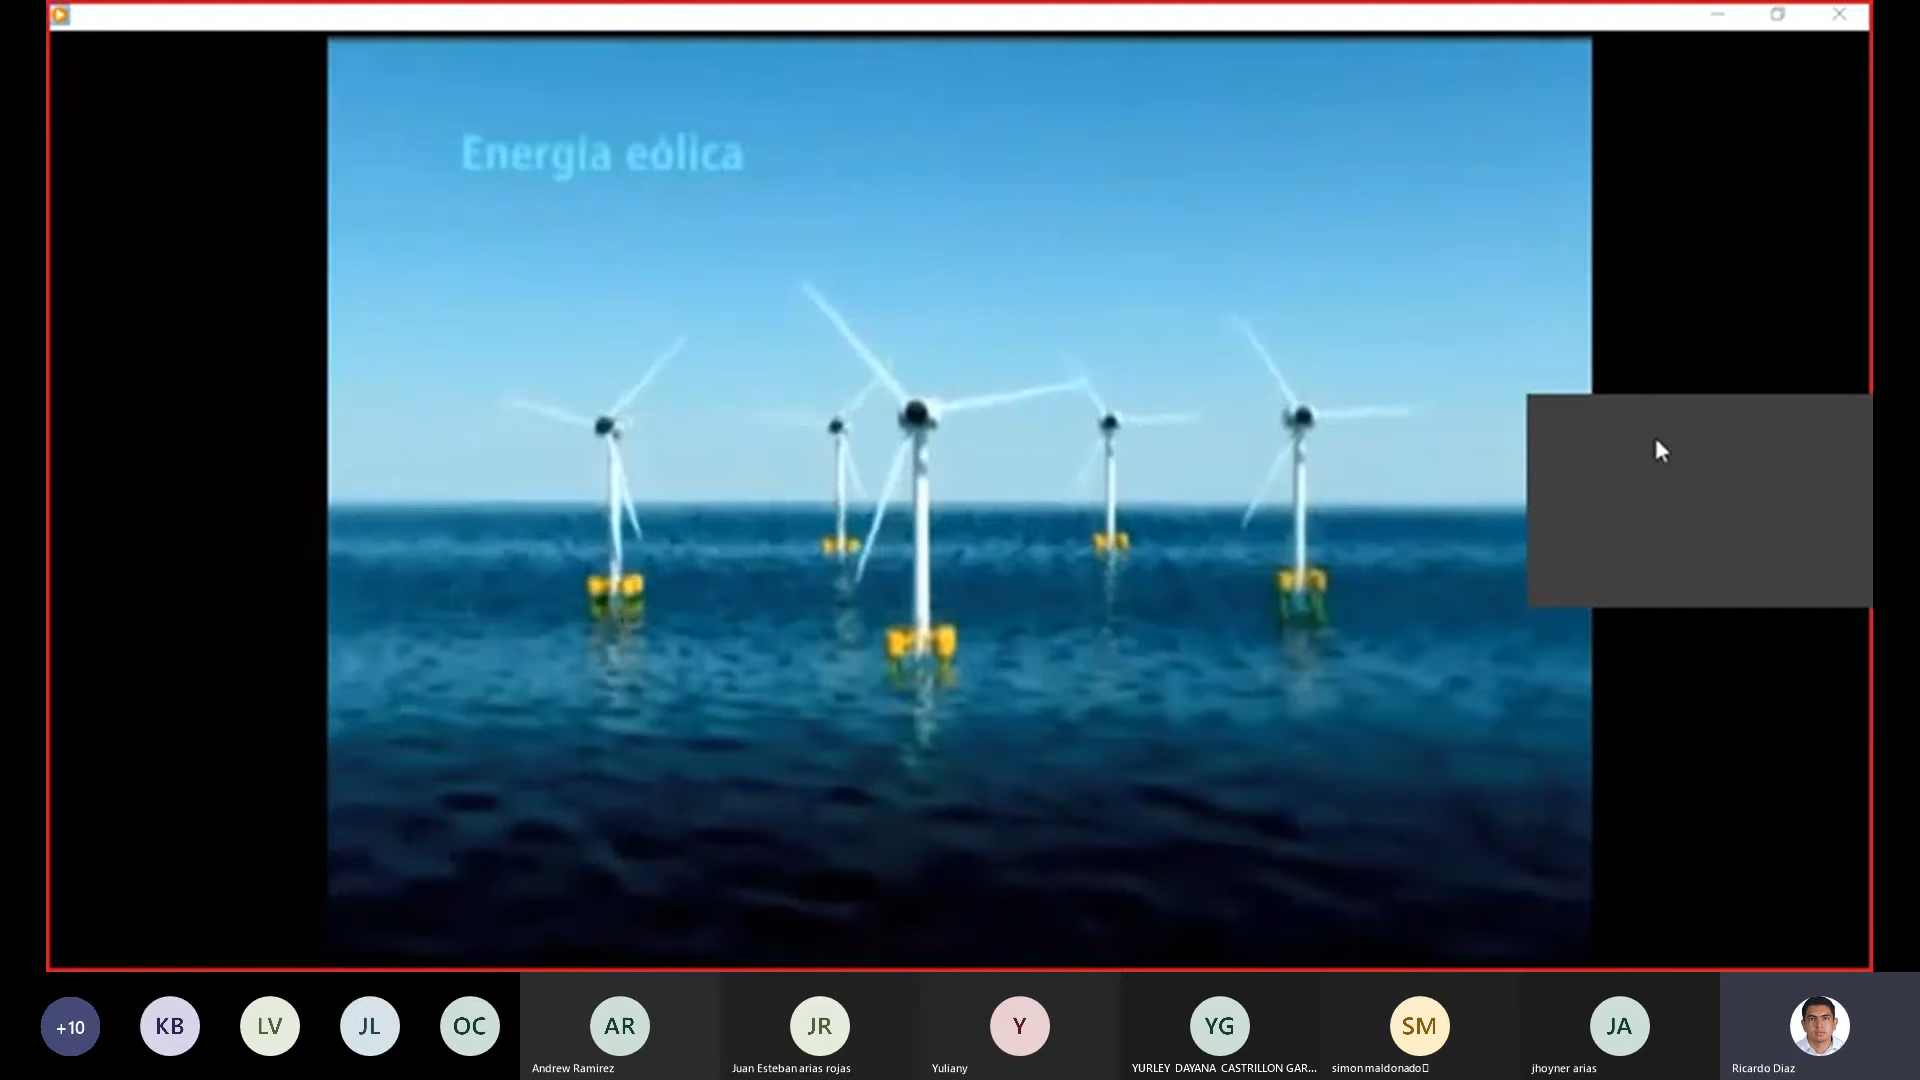 Energía eólica
+10
KB
LV
JL
OC
AR
JR
Y
YG
SM
JA
Andrew Ramirez
Juan Esteban arias rojas
Yuliany
YURLEY DAYANA CASTRILLON GAR...
simon maldonado
jhoyner arias
Ricardo Diaz